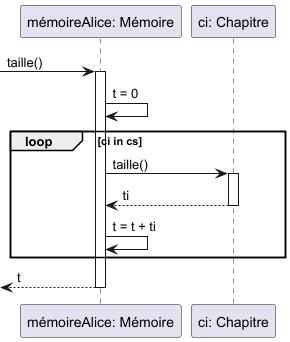 mémoireAlice: Mémoire
ci: Chapitre
taille()
t = 0
loop
[ci in cs]
taille()
ti
t = t + ti
t
mémoireAlice: Mémoire
ci: Chapitre